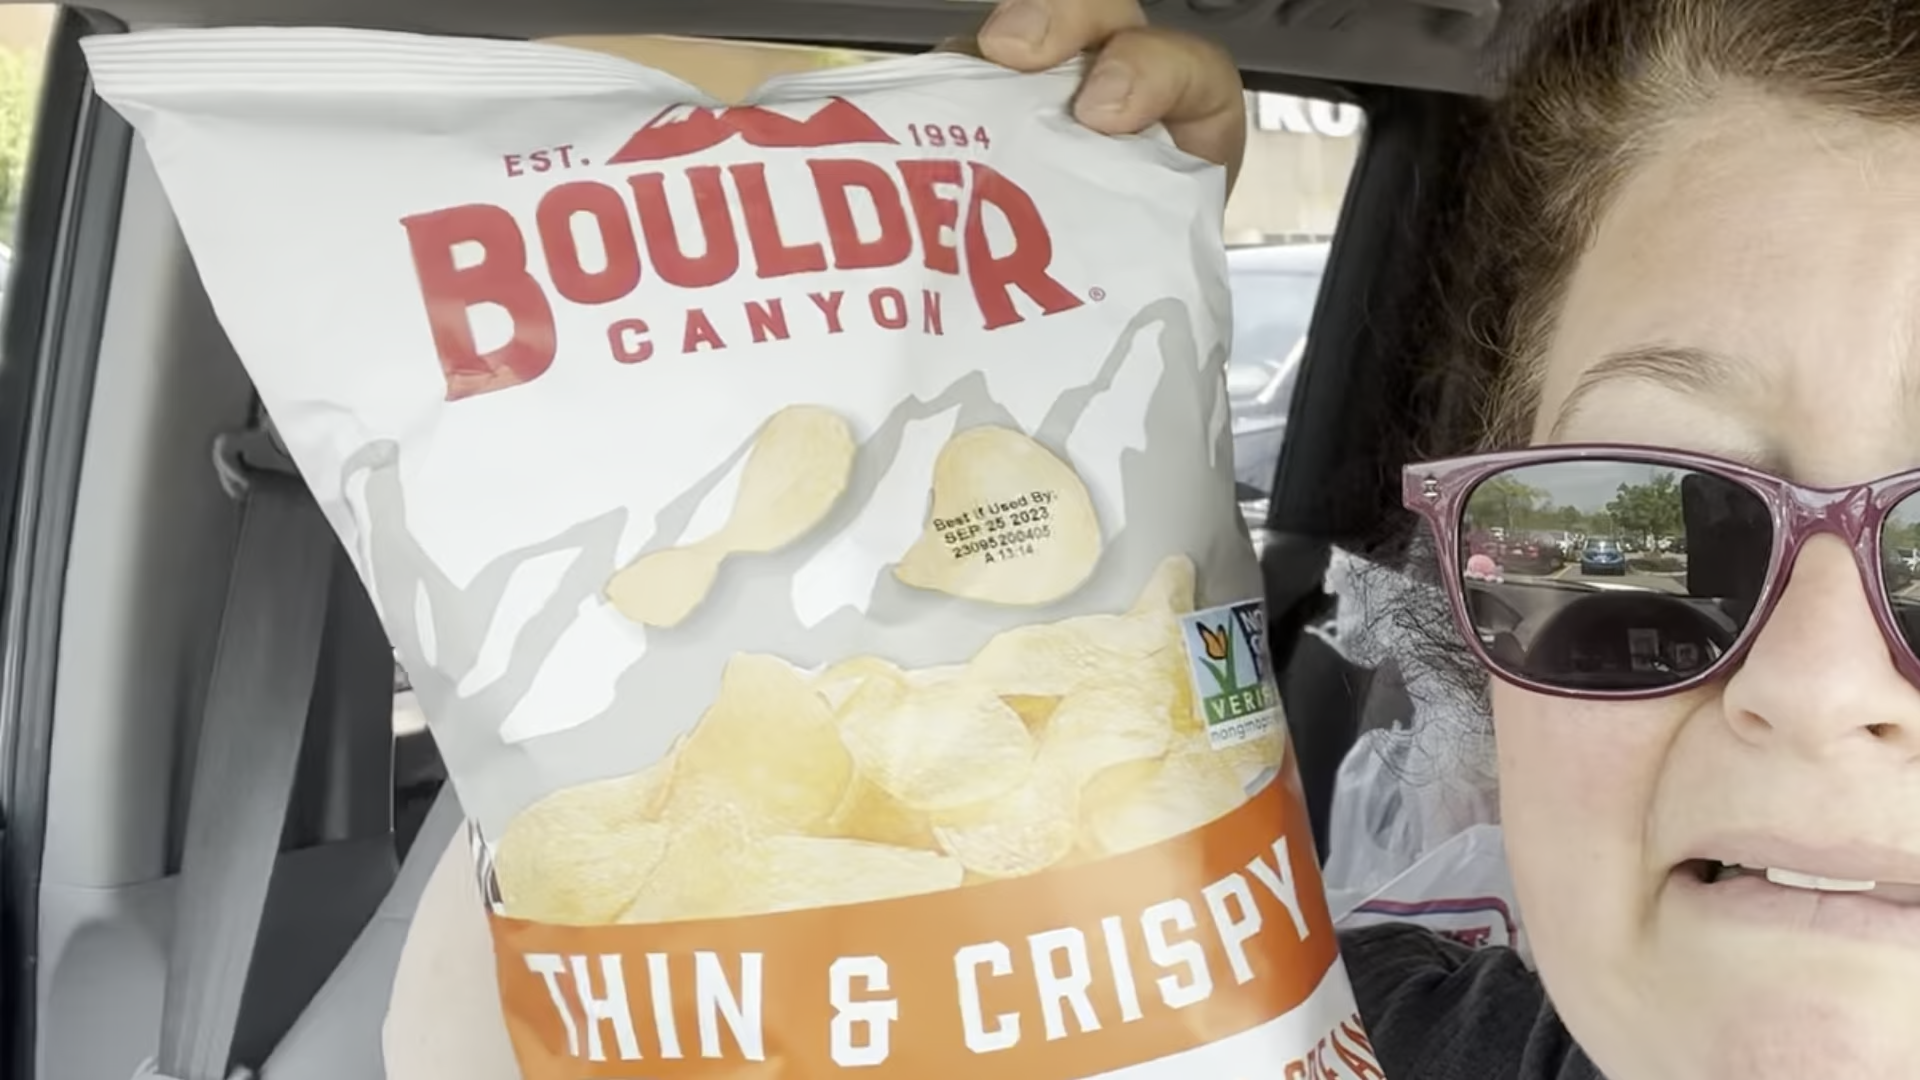 EST. 1994
BOULDER
CANYON
Best If Used By:
SEP 25 2023
23095200405
A 13:14
THIN & CRISPY